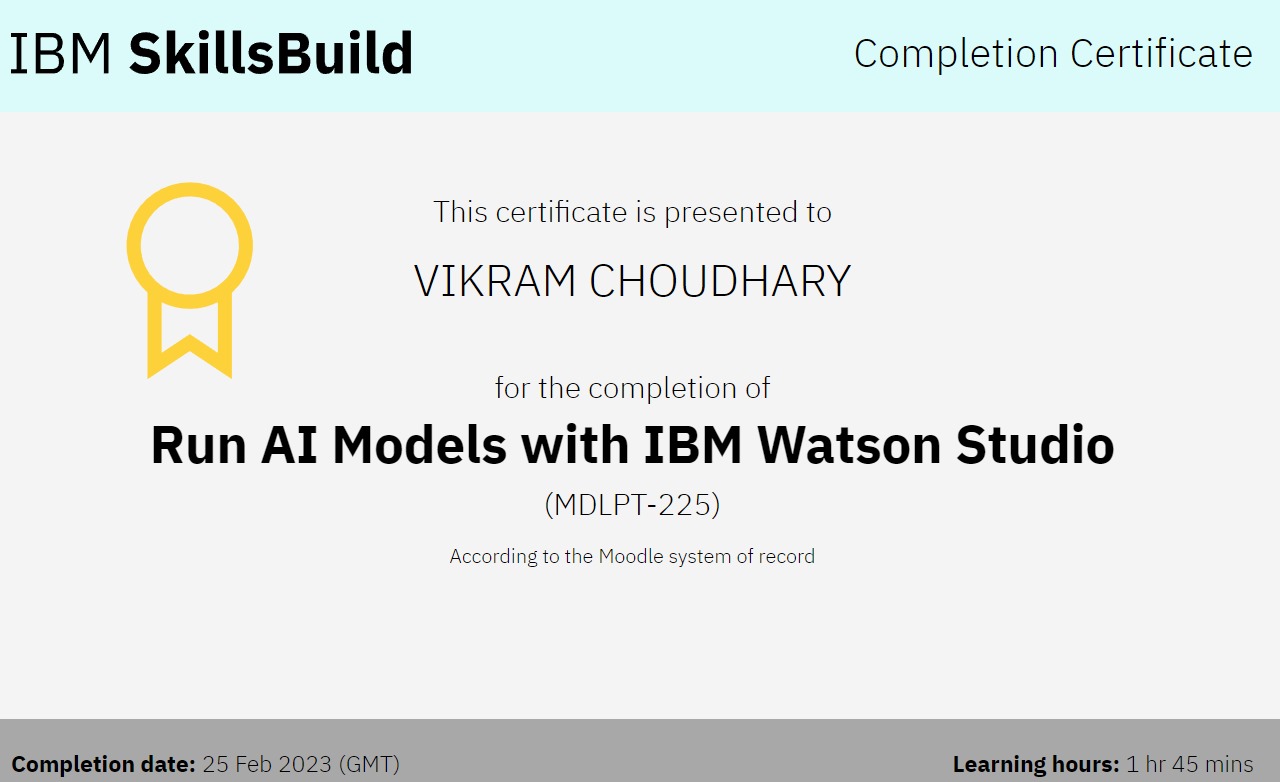 IBM SkillsBuild
Completion Certificate
This certificate is presented to
VIKRAM CHOUDHARY
for the completion of
Run AI Models with IBM Watson Studio
(MDLPT-225)
According to the Moodle system of record
Completion date: 25 Feb 2023 (GMT)
Learning hours: 1 hr 45 mins